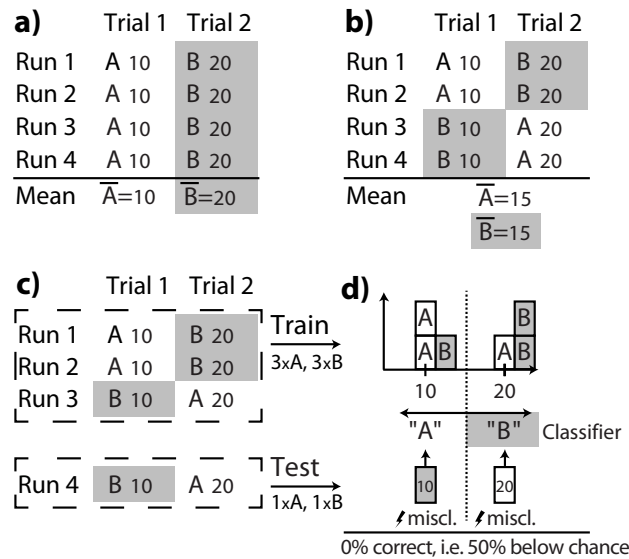 a)
Trial 1 Trial 2
Run 1 A 10 B 20
Run 2 A 10 B 20
Run 3 A 10 B 20
Run 4 A 10 B 20
Mean A̅=10 B̅=20
b)
Trial 1 Trial 2
Run 1 A 10 B 20
Run 2 A 10 B 20
Run 3 B 10 A 20
Run 4 B 10 A 20
Mean A̅=15
B̅=15
c)
Trial 1 Trial 2
Run 1 A 10 B 20
Run 2 A 10 B 20
Run 3 B 10 A 20
Train
3xA, 3xB
Run 4 B 10 A 20
Test
1xA, 1xB
d)
A B
A B A B
10 20
"A" "B" Classifier
10 20
miscl. miscl.
0% correct, i.e. 50% below chance